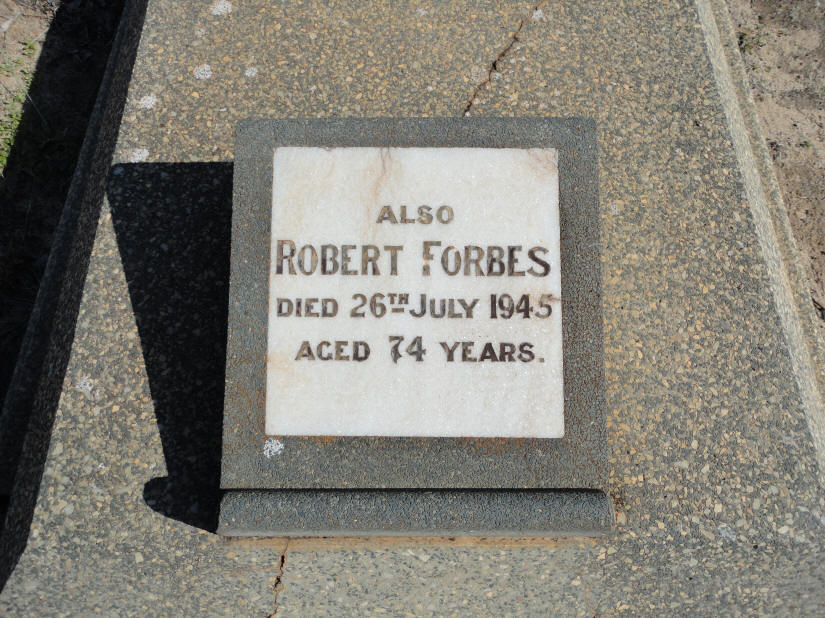 ALSO
ROBERT FORBES
DIED 26TH JULY 1945
AGED 74 YEARS.